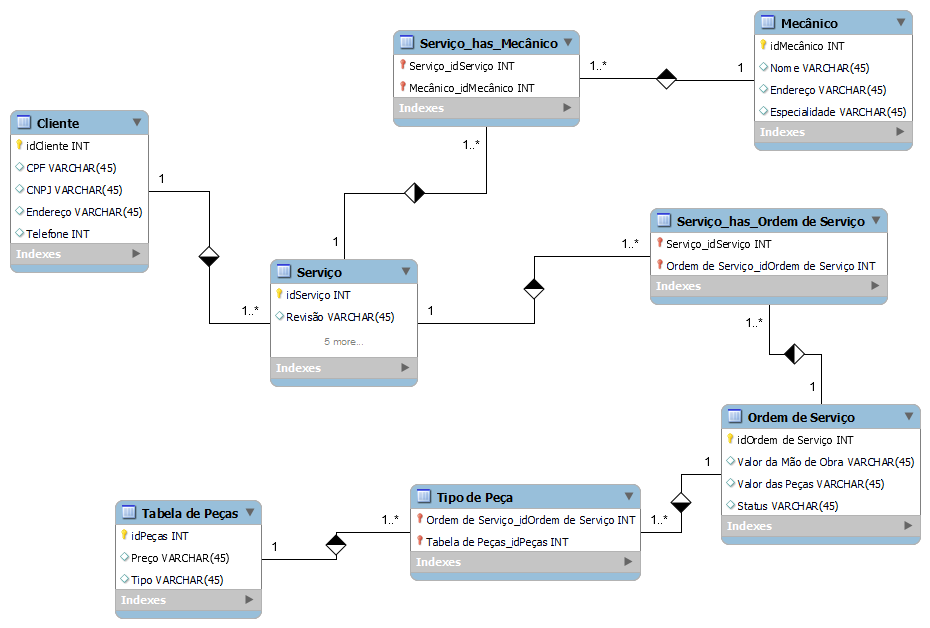 Cliente
idCliente INT
CPF VARCHAR(45)
CNPJ VARCHAR(45)
Endereço VARCHAR(45)
Telefone INT
Indexes
1
1..*
Serviço_has_Mecânico
Serviço_idServiço INT
Mecânico_idMecânico INT
Indexes
1..*
1
1..*
1
Mecânico
idMecânico INT
Nome VARCHAR(45)
Endereço VARCHAR(45)
Especialidade VARCHAR(45)
Indexes
Serviço
idServiço INT
Revisão VARCHAR(45)
5 more...
Indexes
1
1..*
Serviço_has_Ordem de Serviço
Serviço_idServiço INT
Ordem de Serviço_idOrdem de Serviço INT
Indexes
1..*
1
Ordem de Serviço
idOrdem de Serviço INT
Valor da Mão de Obra VARCHAR(45)
Valor das Peças VARCHAR(45)
Status VARCHAR(45)
Indexes
1
1..*
Tipo de Peça
Ordem de Serviço_idOrdem de Serviço INT
Tabela de Peças_idPeças INT
Indexes
1..*
1
Tabela de Peças
idPeças INT
Preço VARCHAR(45)
Tipo VARCHAR(45)
Indexes